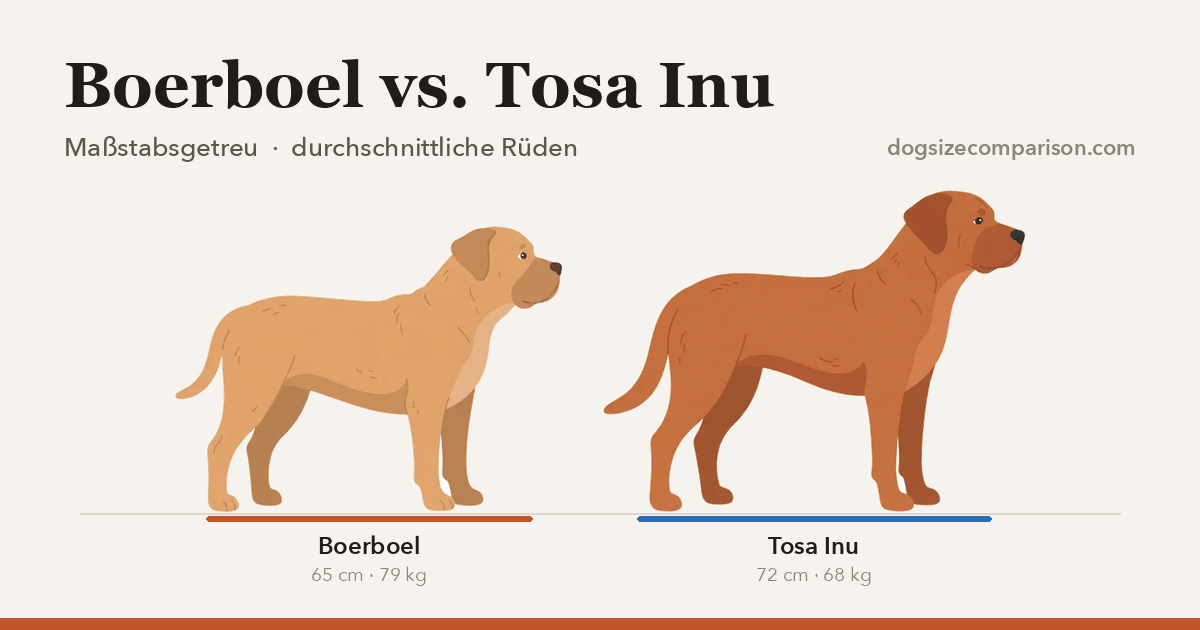 Boerboel vs. Tosa Inu
Maßstabsgetreu · durchschnittliche Rüden
dogsizecomparison.com
Boerboel
65 cm · 79 kg
Tosa Inu
72 cm · 68 kg